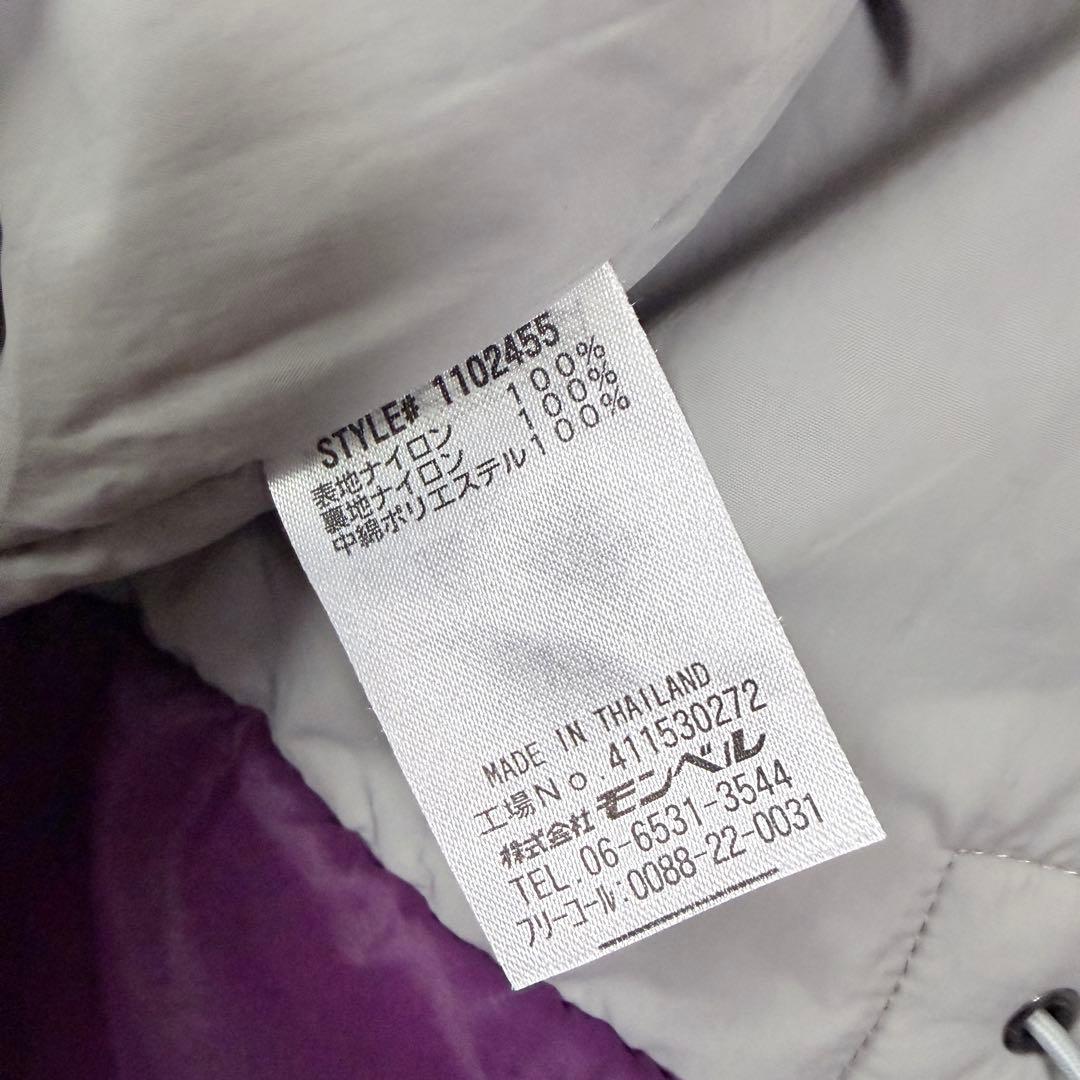 STYLE# 1102455
表地ナイロン 100%
裏地ナイロン 100%
中綿ポリエステル100%
MADE IN THAILAND
工場No.411530272
株式会社 モンベル
TEL.06-6531-3544
フリーコール:0088-22-0031